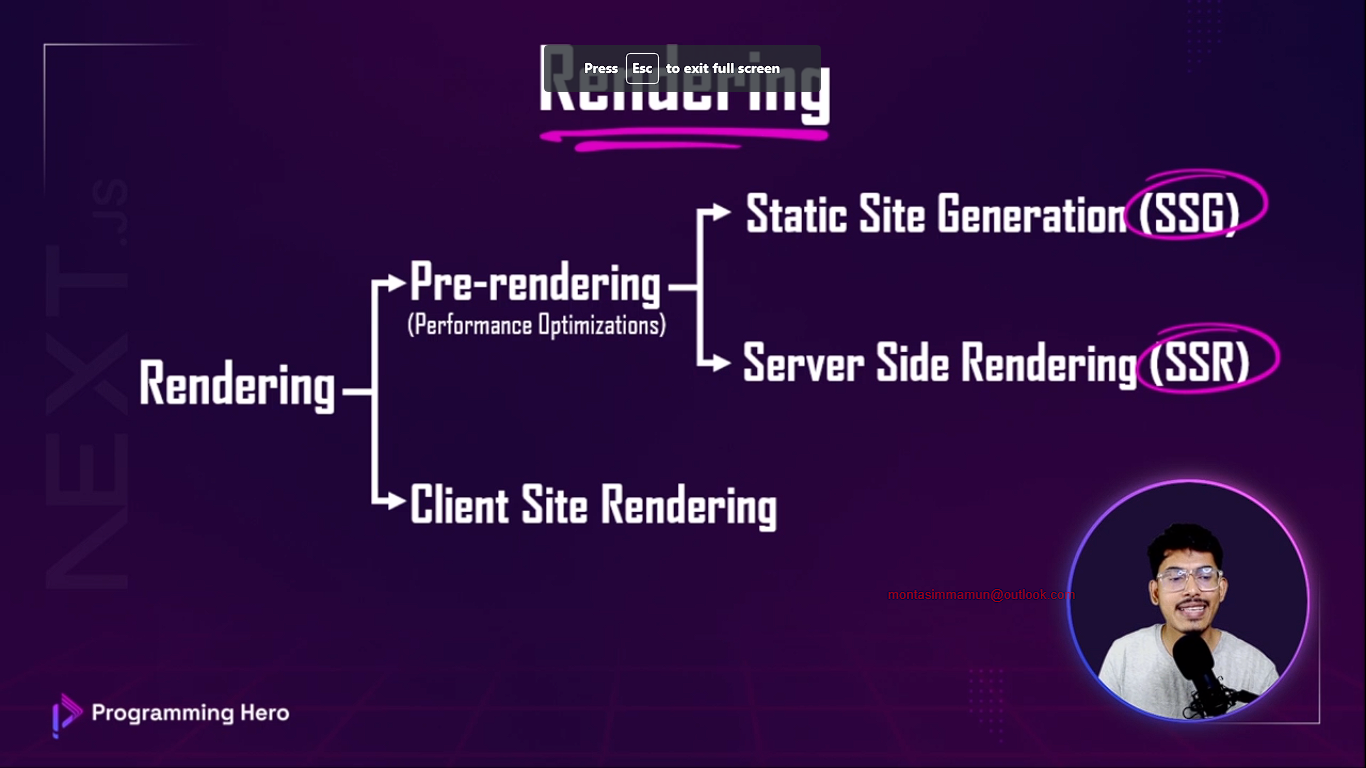 Rendering
Press Esc to exit full screen
Static Site Generation (SSG)
Pre-rendering
(Performance Optimizations)
Server Side Rendering (SSR)
Rendering
Client Site Rendering
NEXT.JS
montasimmamun@outlook.com
Programming Hero